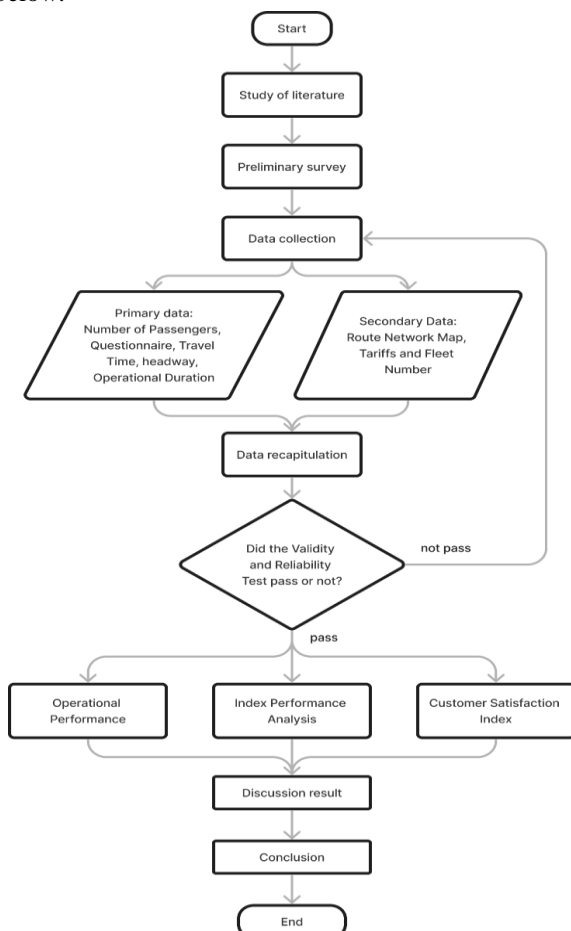 Start
Study of literature
Preliminary survey
Data collection
Primary data:
Number of Passengers,
Questionnaire, Travel
Time, headway,
Operational Duration
Secondary Data:
Route Network Map,
Tariffs and Fleet
Number
Data recapitulation
Did the Validity
and Reliability
Test pass or not?
not pass
pass
Operational
Performance
Index Performance
Analysis
Customer Satisfaction
Index
Discussion result
Conclusion
End